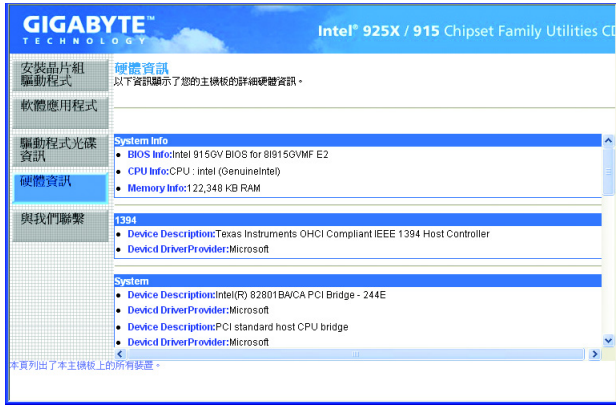 GIGABYTE™
TECHNOLOGY
Intel® 925X / 915 Chipset Family Utilities CD
安裝晶片組
驅動程式
軟體應用程式
驅動程式光碟
資訊
硬體資訊
與我們聯繫
硬體資訊
以下資訊顯示了您的主機板的詳細硬體資訊。
System Info
• BIOS Info:Intel 915GV BIOS for 8I915GVMF E2
• CPU Info:CPU : intel (GenuineIntel)
• Memory Info:122,348 KB RAM
1394
• Device Description:Texas Instruments OHCI Compliant IEEE 1394 Host Controller
• Devicd DriverProvider:Microsoft
System
• Device Description:Intel(R) 82801BA/CA PCI Bridge - 244E
• Devicd DriverProvider:Microsoft
• Device Description:PCI standard host CPU bridge
• Devicd DriverProvider:Microsoft
本頁列出了本主機板上的所有裝置。